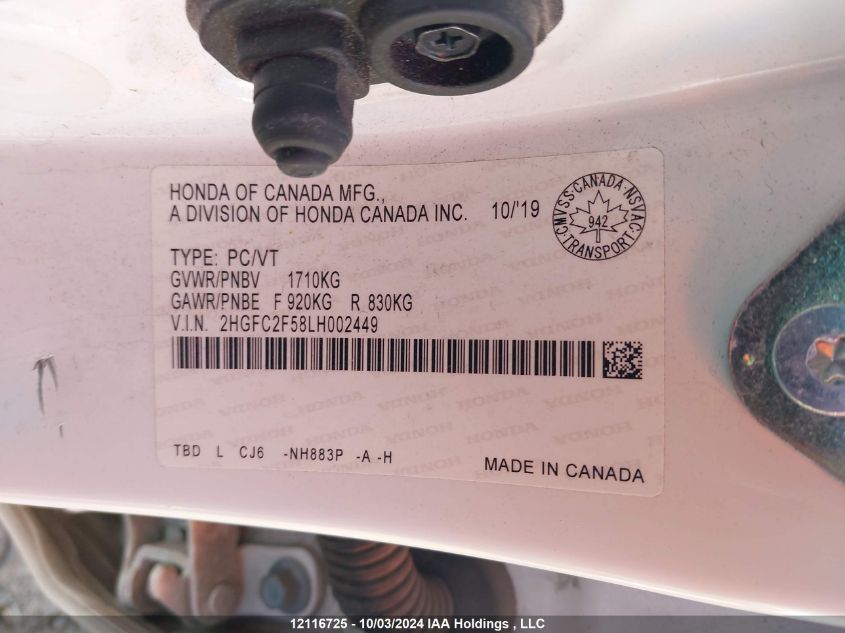 HONDA OF CANADA MFG.,
A DIVISION OF HONDA CANADA INC. 10/'19
CMVSS·CANADA·NSVAC·TRANSPORT
942
TYPE: PC/VT
GVWR/PNBV 1710KG
GAWR/PNBE F 920KG R 830KG
V.I.N. 2HGFC2F58LH002449
TBD L CJ6 -NH883P -A -H
MADE IN CANADA
12116725 - 10/03/2024 IAA Holdings , LLC